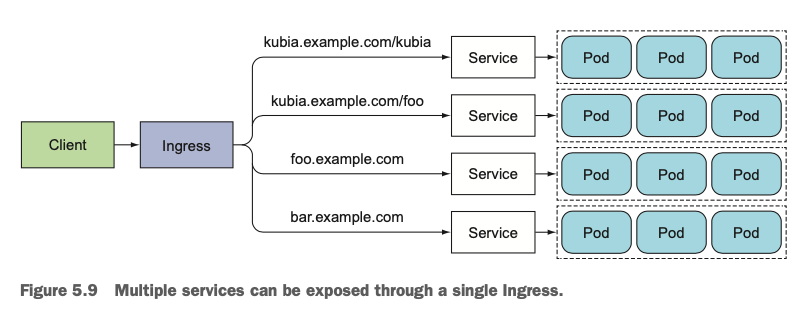 kubia.example.com/kubia
Service
Pod
Pod
Pod
kubia.example.com/foo
Service
Pod
Pod
Pod
Client
Ingress
foo.example.com
Service
Pod
Pod
Pod
bar.example.com
Service
Pod
Pod
Pod
Figure 5.9 Multiple services can be exposed through a single Ingress.